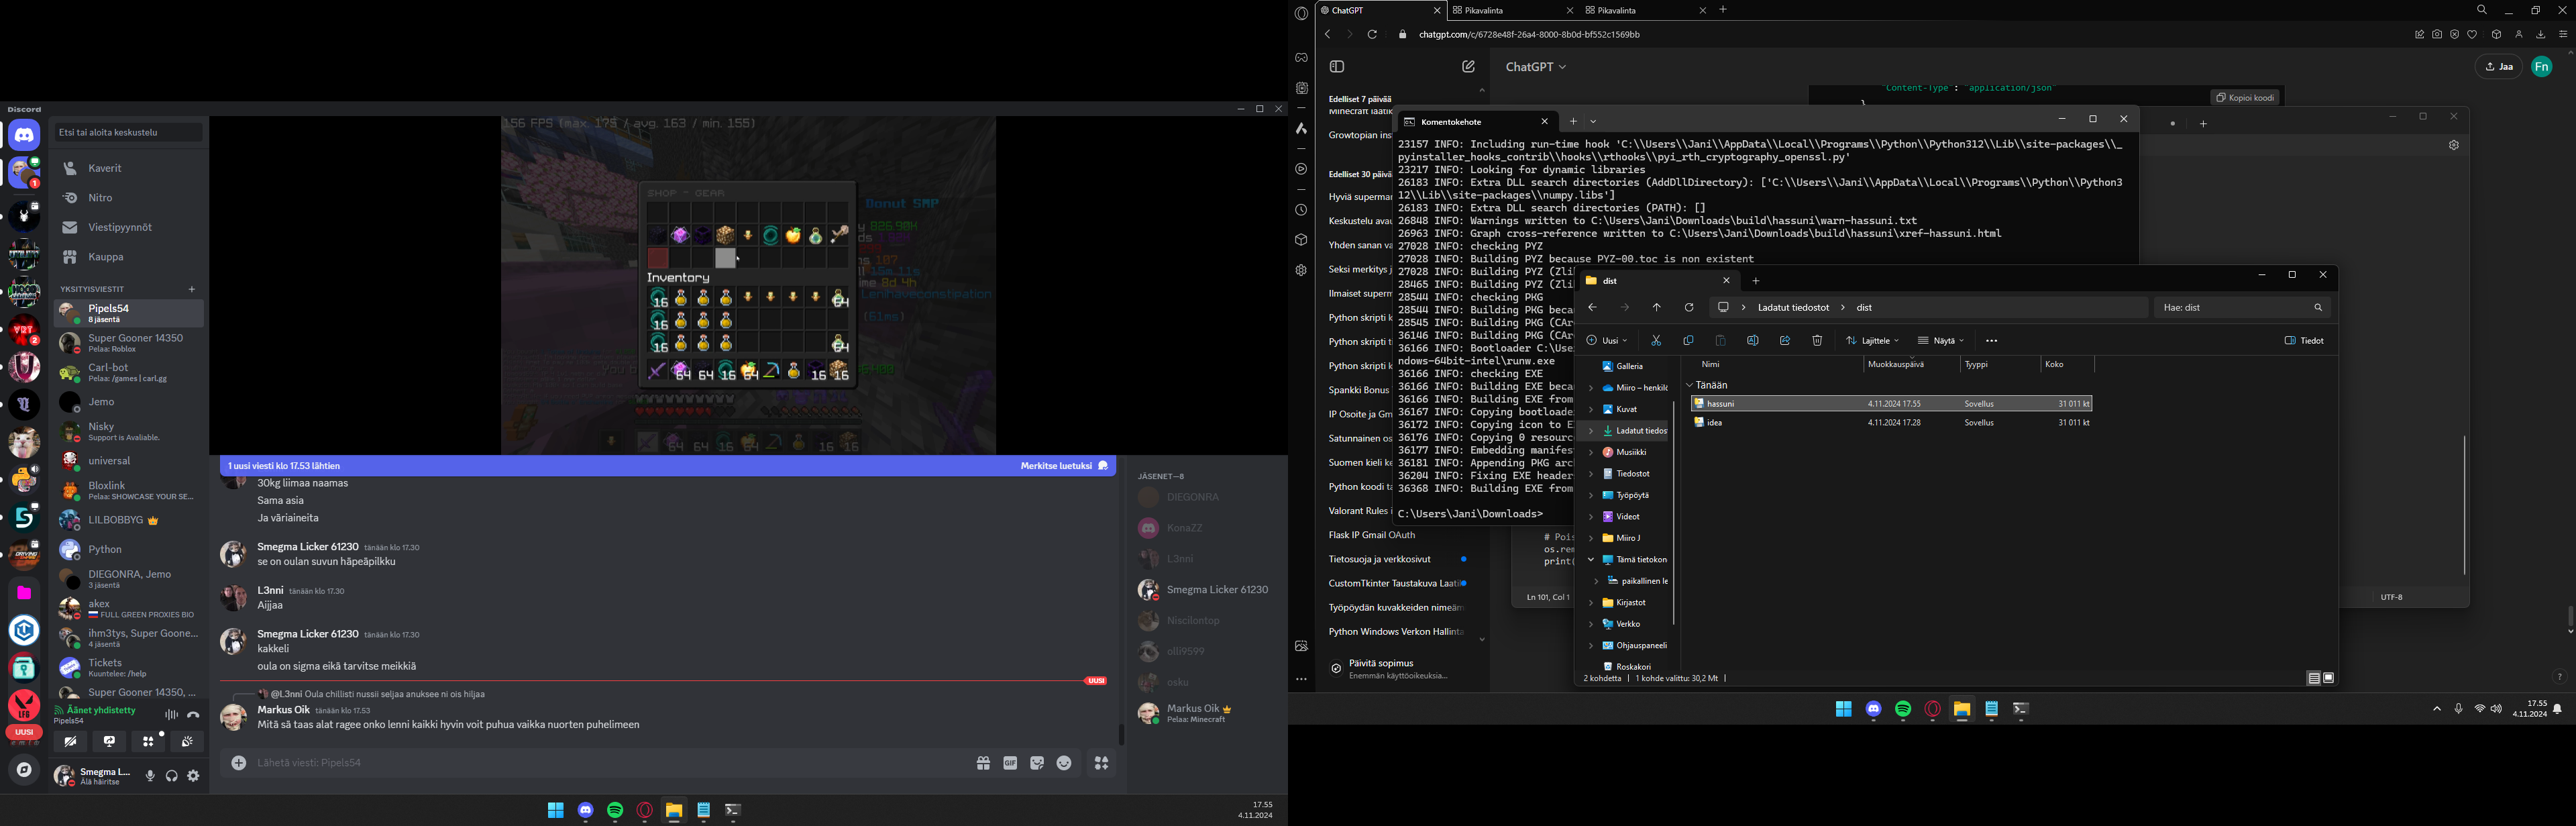 Discord
Etsi tai aloita keskustelu
Kaverit
Nitro
Viestipyynnöt
Kauppa
YKSITYISVIESTIT
Pipels54
8 jäsentä
Super Gooner 14350
Pelaa: Roblox
Carl-bot
Pelaa: /games | carl.gg
Jemo
Nisky
Support is Avaliable.
universal
Bloxlink
Pelaa: SHOWCASE YOUR SE...
LILBOBBYG
Python
DIEGONRA, Jemo
3 jäsentä
akex
FULL GREEN PROXIES BIO
ihm3tys, Super Goone...
4 jäsentä
Tickets
Kuuntelee: /help
Super Gooner 14350, ...
Äänet yhdistetty
Pipels54
Smegma L...
Älä häiritse
UUSI
156 FPS (max. 175 / avg. 163 / min. 155)
SHOP - GEAR
Inventory
Donut SMP
1 uusi viesti klo 17.53 lähtien
Merkitse luetuksi
30kg liimaa naamas
Sama asia
Ja väriaineita
Smegma Licker 61230 tänään klo 17.30
se on oulan suvun häpeäpilkku
L3nni tänään klo 17.30
Aijjaa
Smegma Licker 61230 tänään klo 17.30
kakkeli
oula on sigma eikä tarvitse meikkiä
UUSI
@L3nni Oula chillisti nussii seljaa anuksee ni ois hiljaa
Markus Oik tänään klo 17.53
Mitä sä taas alat ragee onko lenni kaikki hyvin voit puhua vaikka nuorten puhelimeen
Lähetä viesti: Pipels54
GIF
JÄSENET—8
DIEGONRA
KonaZZ
L3nni
Smegma Licker 61230
Niscilontop
olli9599
osku
Markus Oik
Pelaa: Minecraft
17.55
4.11.2024
ChatGPT
Pikavalinta
Pikavalinta
chatgpt.com/c/6728e48f-26a4-8000-8b0d-bf552c1569bb
ChatGPT
Jaa
Fn
"Content-Type": "application/json"
}
Kopioi koodi
Edelliset 7 päivää
Edelliset 30 päivä
Hyviä superma
Keskustelu avau
Yhden sanan va
Seksi merkitys j
Ilmaiset superm
Python skripti k
Python skripti t
Python skripti k
Spankki Bonus
IP Osoite ja Gm
Satunnainen os
Suomen kieli ke
Python koodi ta
Valorant Rules i
Flask IP Gmail OAuth
Tietosuoja ja verkkosivut
CustomTkinter Taustakuva Laati
Työpöydän kuvakkeiden nimeäm
Python Windows Verkon Hallinta
Päivitä sopimus
Enemmän käyttöoikeuksia...
Komentokehote
23157 INFO: Including run-time hook 'C:\\Users\\Jani\\AppData\\Local\\Programs\\Python\\Python312\\Lib\\site-packages\\_
pyinstaller_hooks_contrib\\hooks\\rthooks\\pyi_rth_cryptography_openssl.py'
23217 INFO: Looking for dynamic libraries
26183 INFO: Extra DLL search directories (AddDllDirectory): ['C:\\Users\\Jani\\AppData\\Local\\Programs\\Python\\Python3
12\\Lib\\site-packages\\numpy.libs']
26183 INFO: Extra DLL search directories (PATH): []
26848 INFO: Warnings written to C:\Users\Jani\Downloads\build\hassuni\warn-hassuni.txt
26963 INFO: Graph cross-reference written to C:\Users\Jani\Downloads\build\hassuni\xref-hassuni.html
27028 INFO: checking PYZ
27028 INFO: Building PYZ because PYZ-00.toc is non existent
27028 INFO: Building PYZ (Zli
28465 INFO: Building PYZ (Zli
28544 INFO: checking PKG
28544 INFO: Building PKG beca
28545 INFO: Building PKG (CAr
36146 INFO: Building PKG (CAr
36166 INFO: Bootloader C:\Use
ndows-64bit-intel\runw.exe
36166 INFO: checking EXE
36166 INFO: Building EXE beca
36166 INFO: Building EXE from
36167 INFO: Copying bootloade
36172 INFO: Copying icon to E
36176 INFO: Copying 0 resourc
36177 INFO: Embedding manifes
36181 INFO: Appending PKG arc
36204 INFO: Fixing EXE header
36368 INFO: Building EXE from
C:\Users\Jani\Downloads>
# Pois
os.rem
print(
Ln 101, Col 1
UTF-8
dist
Ladatut tiedostot
dist
Hae: dist
Uusi
Lajittele
Näytä
Tiedot
Galleria
Miiro – henkilö
Kuvat
Ladatut tiedos
Musiikki
Tiedostot
Työpöytä
Videot
Miiro J
Tämä tietokon
paikallinen le
Kirjastot
Verkko
Ohjauspaneeli
Roskakori
Nimi
Muokkauspäivä
Tyyppi
Koko
Tänään
hassuni 4.11.2024 17.55 Sovellus 31 011 kt
idea 4.11.2024 17.28 Sovellus 31 011 kt
2 kohdetta
1 kohde valittu: 30,2 Mt
17.55
4.11.2024